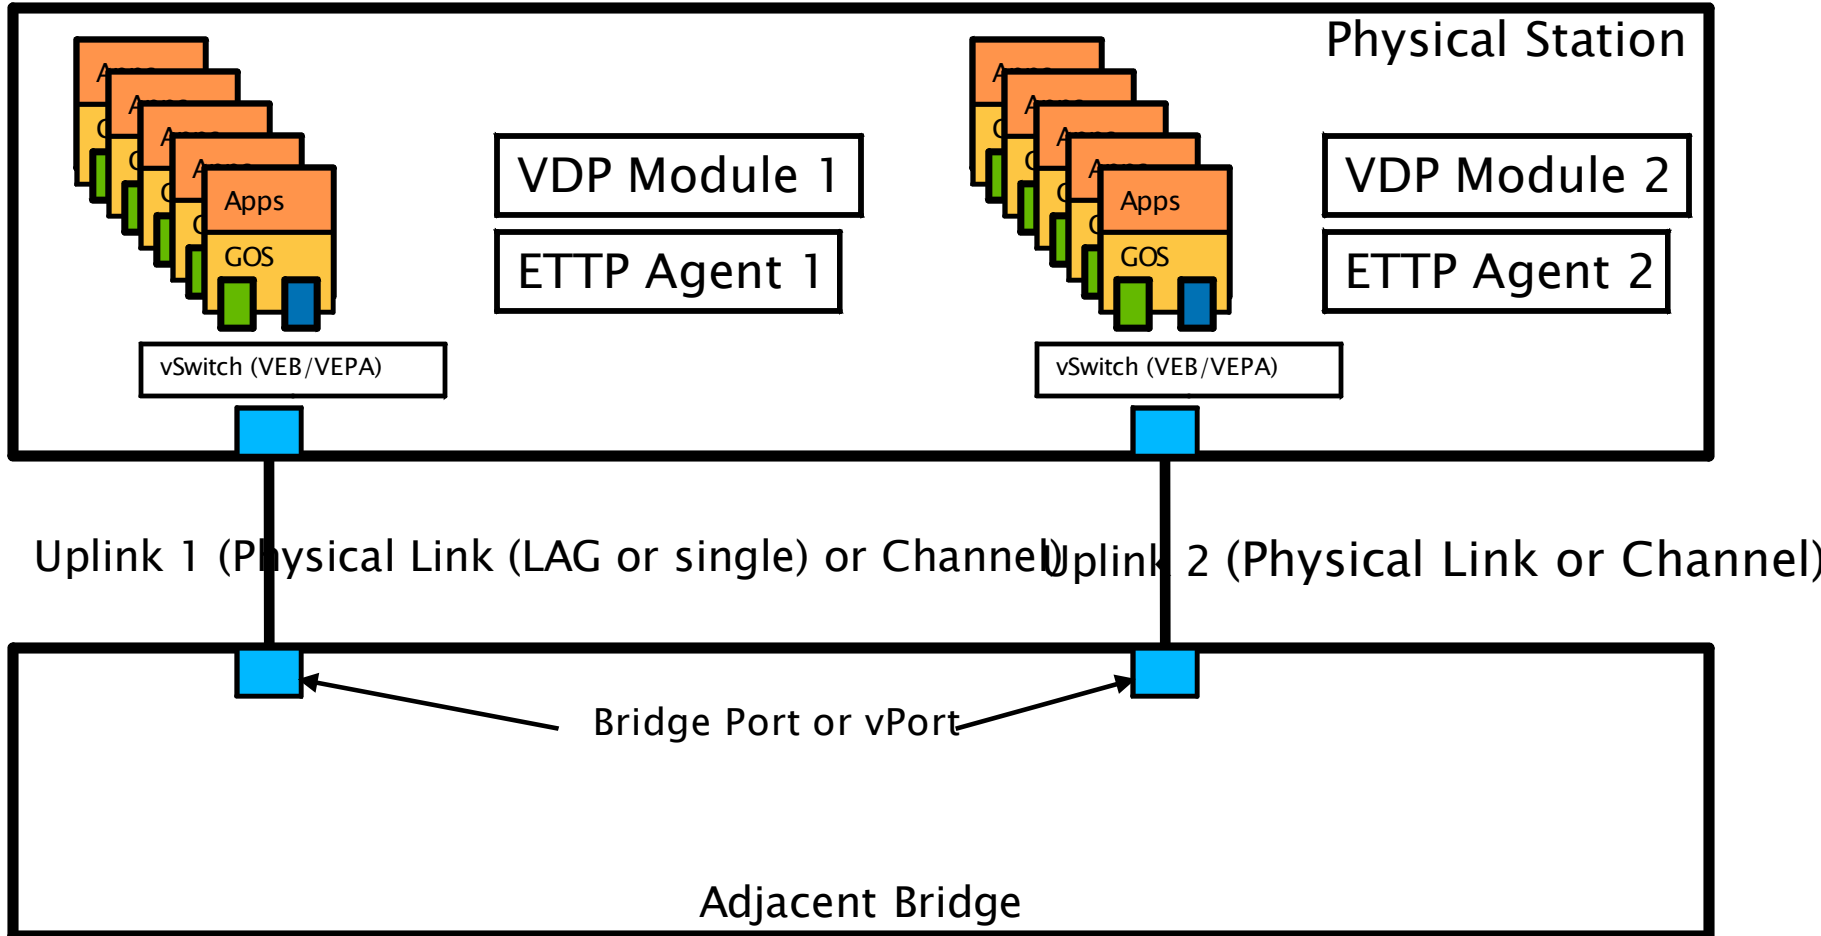 Physical Station
Apps
GOS
VDP Module 1
ETTP Agent 1
vSwitch (VEB/VEPA)
Apps
GOS
VDP Module 2
ETTP Agent 2
vSwitch (VEB/VEPA)
Uplink 1 (Physical Link (LAG or single) or Channel)
Uplink 2 (Physical Link or Channel)
Bridge Port or vPort
Adjacent Bridge